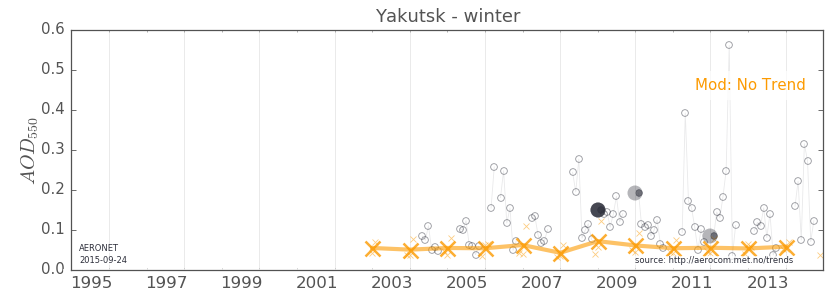 Yakutsk - winter
0.6
0.5
0.4
0.3
0.2
0.1
0.0
AOD550
Mod: No Trend
AERONET
2015-09-24
source: http://aerocom.met.no/trends
1995 1997 1999 2001 2003 2005 2007 2009 2011 2013